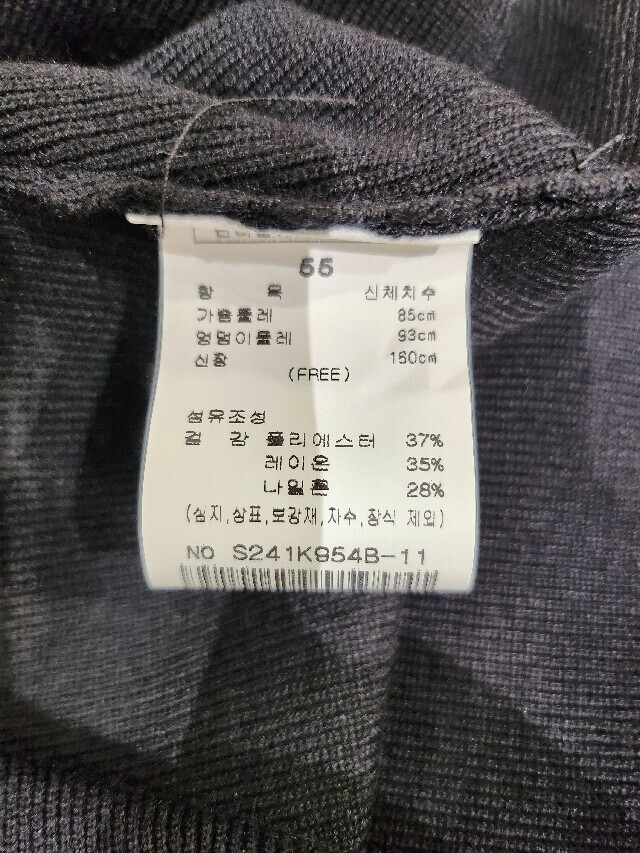 55
항 목 신체치수
가슴둘레 85cm
엉덩이둘레 93cm
신장 160cm
(FREE)
섬유조성
겉 감 폴리에스터 37%
레이온 35%
나일론 28%
(심지,상표,보강재,자수,장식 제외)
NO S241K954B-11